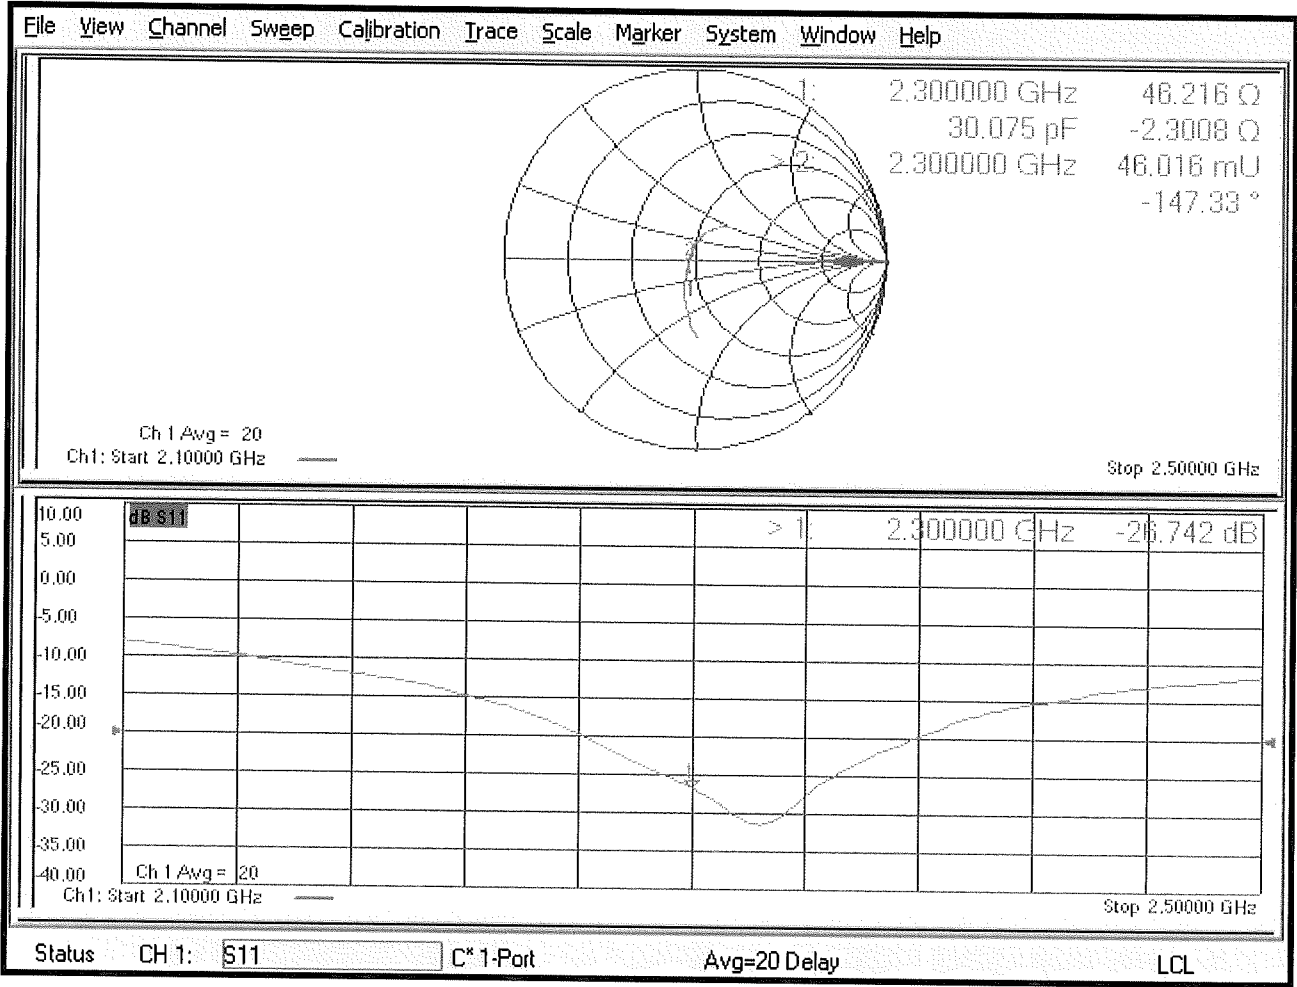 File View Channel Sweep Calibration Trace Scale Marker System Window Help
1: 2.300000 GHz 46.216 Ω
30.075 pF -2.3008 Ω
> 2: 2.300000 GHz 46.016 mU
-147.33 °
Ch 1 Avg = 20
Ch1: Start 2.10000 GHz
Stop 2.50000 GHz
10.00
dB S11
> 1: 2.300000 GHz -26.742 dB
5.00
0.00
-5.00
-10.00
-15.00
-20.00
-25.00
-30.00
-35.00
-40.00
Ch 1 Avg = 20
Ch1: Start 2.10000 GHz
Stop 2.50000 GHz
Status CH 1: S11 C* 1-Port Avg=20 Delay LCL